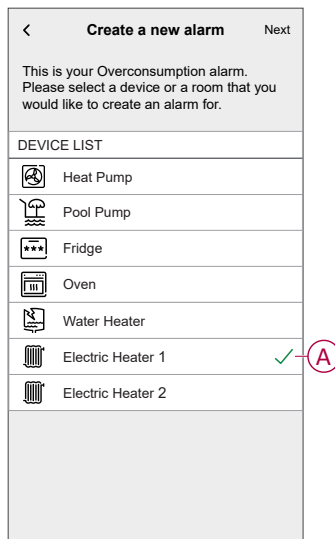 Create a new alarm Next
This is your Overconsumption alarm.
Please select a device or a room that you
would like to create an alarm for.
DEVICE LIST
Heat Pump
Pool Pump
Fridge
Oven
Water Heater
Electric Heater 1
A
Electric Heater 2